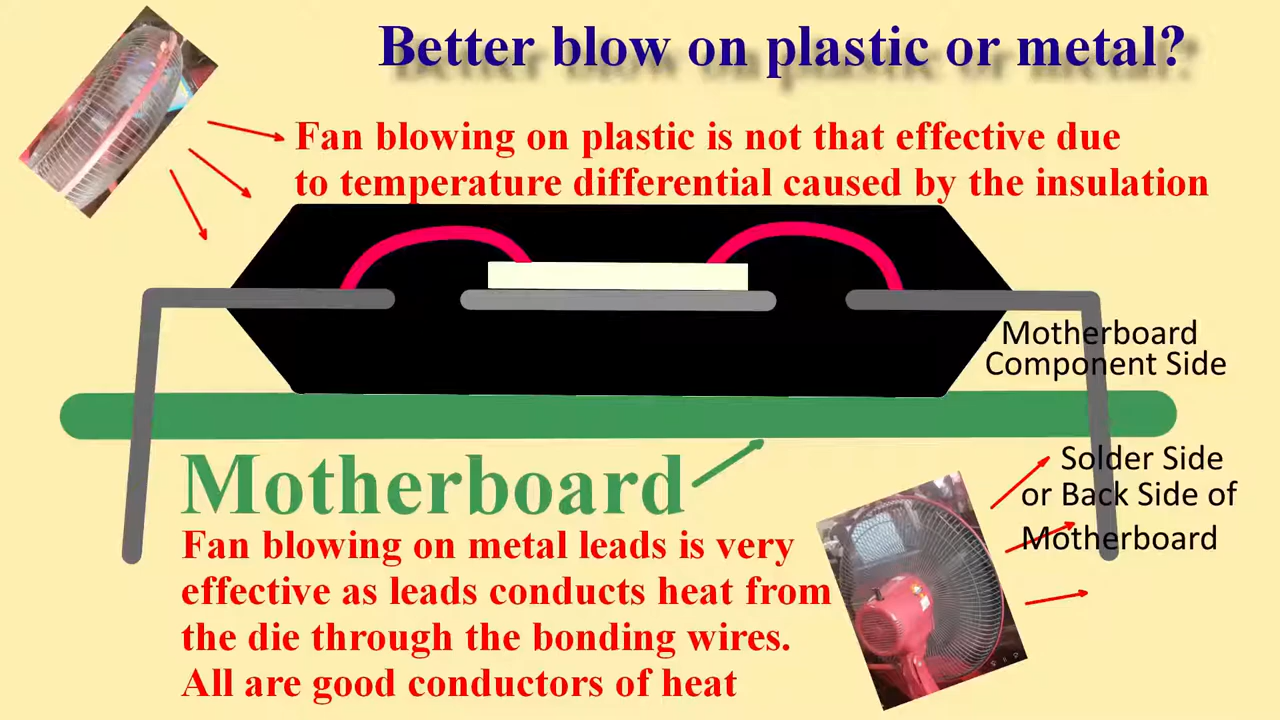 Better blow on plastic or metal?
Fan blowing on plastic is not that effective due
to temperature differential caused by the insulation
Motherboard
Component Side
Solder Side
or Back Side of
Motherboard
Motherboard
Fan blowing on metal leads is very
effective as leads conducts heat from
the die through the bonding wires.
All are good conductors of heat